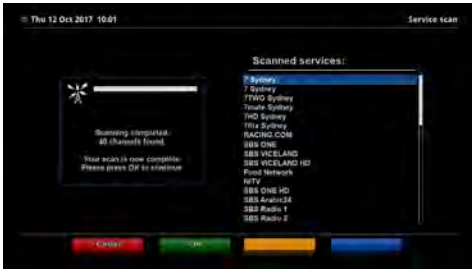 Thu 12 Oct 2017 10:01
Service scan
Scanned services:
Scanning completed.
40 channels found.
Your scan is now complete.
Please press OK to continue
7 Sydney
7 Sydney
7TWO Sydney
7mate Sydney
7HD Sydney
7flix Sydney
RACING.COM
SBS ONE
SBS VICELAND
SBS VICELAND HD
Food Network
NITV
SBS ONE HD
SBS Arabic24
SBS Radio 1
SBS Radio 2
Cancel
OK